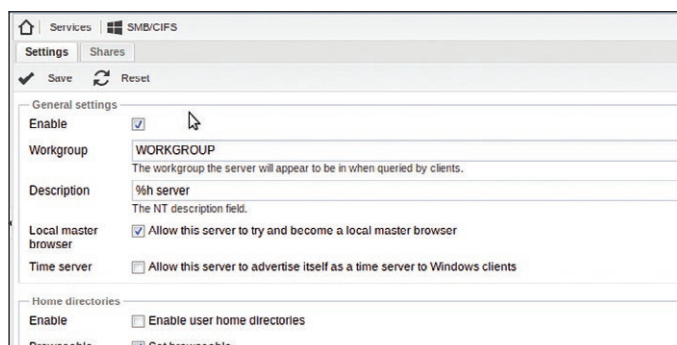 Services SMB/CIFS
Settings Shares
Save Reset
General settings
Enable
Workgroup WORKGROUP
The workgroup the server will appear to be in when queried by clients.
Description %h server
The NT description field.
Local master browser Allow this server to try and become a local master browser
Time server Allow this server to advertise itself as a time server to Windows clients
Home directories
Enable Enable user home directories
Browseable Set browseable